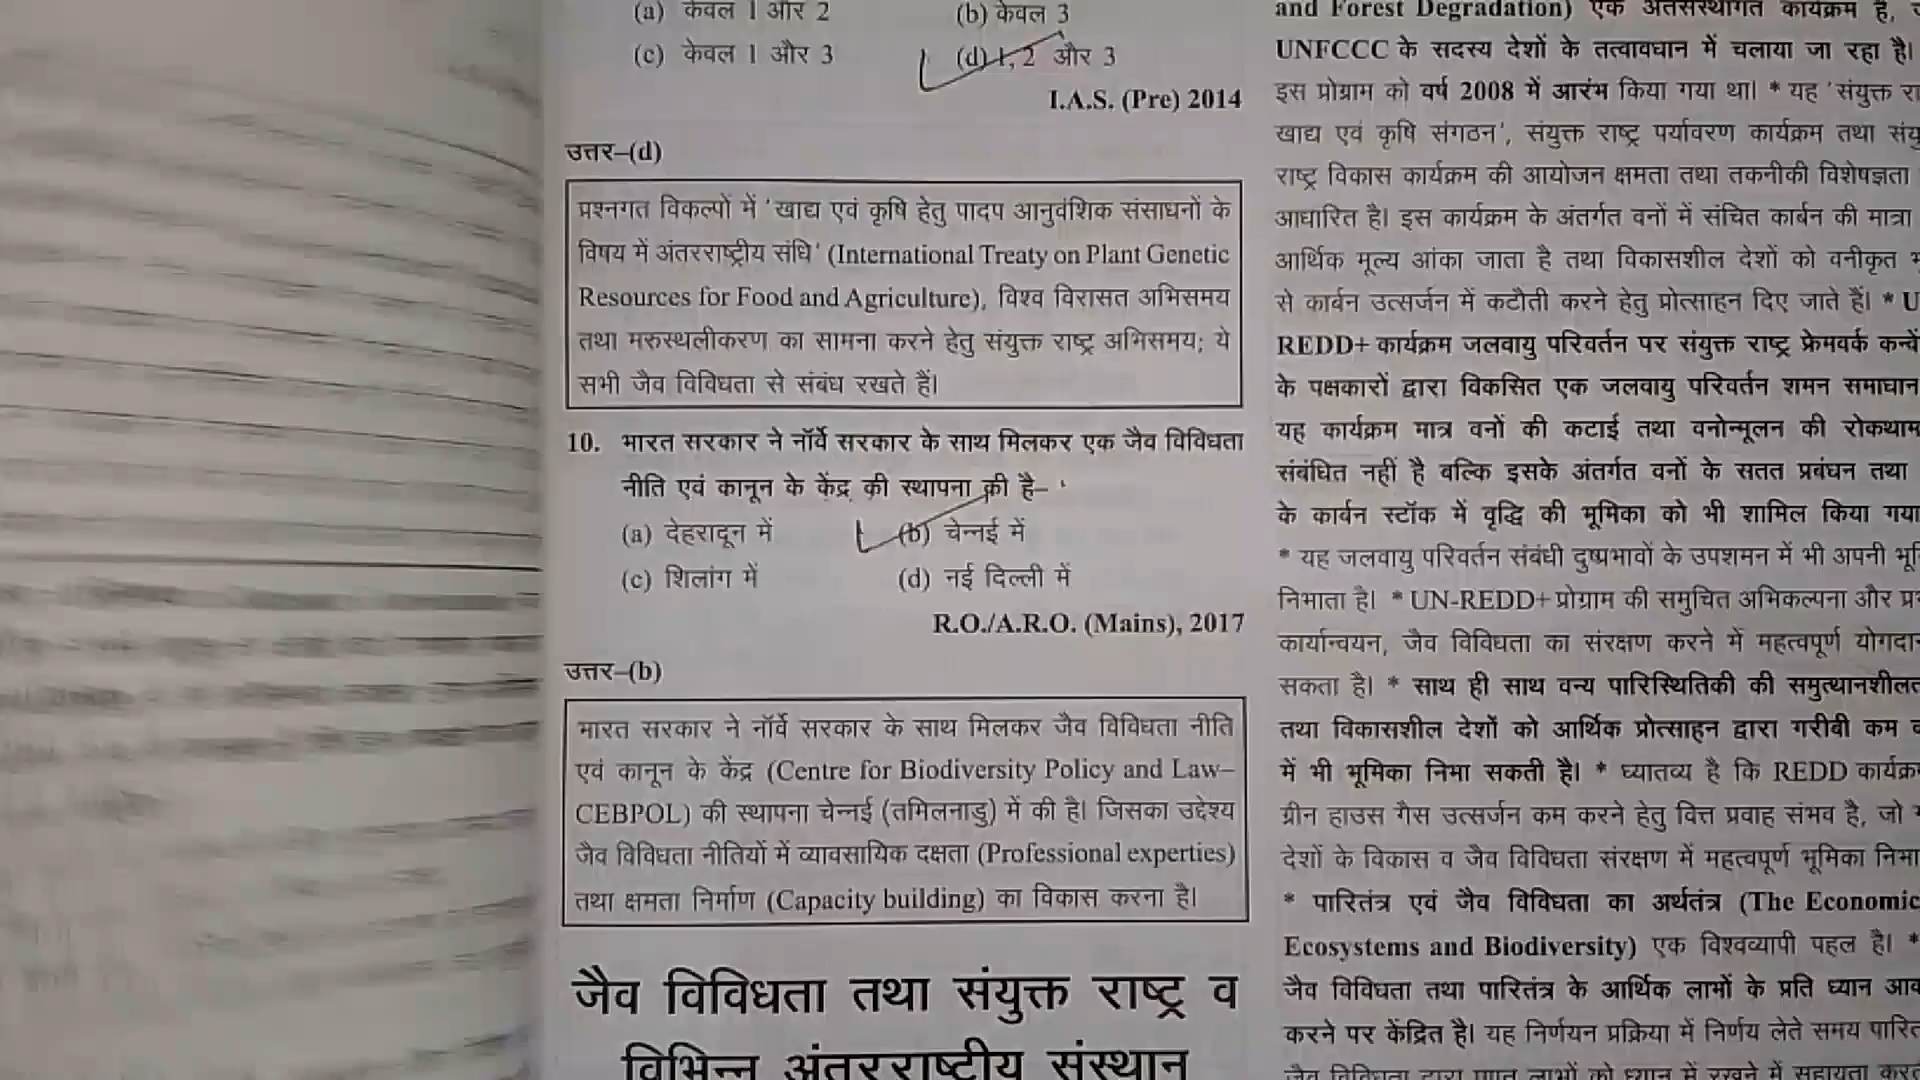 (a) केवल 1 और 2 (b) केवल 3
(c) केवल 1 और 3 (d) 1, 2 और 3
I.A.S. (Pre) 2014
उत्तर–(d)
प्रश्नगत विकल्पों में 'खाद्य एवं कृषि हेतु पादप आनुवंशिक संसाधनों के
विषय में अंतरराष्ट्रीय संधि' (International Treaty on Plant Genetic
Resources for Food and Agriculture), विश्व विरासत अभिसमय
तथा मरुस्थलीकरण का सामना करने हेतु संयुक्त राष्ट्र अभिसमय; ये
सभी जैव विविधता से संबंध रखते हैं।
10. भारत सरकार ने नॉर्वे सरकार के साथ मिलकर एक जैव विविधता
नीति एवं कानून के केंद्र की स्थापना की है–
(a) देहरादून में (b) चेन्नई में
(c) शिलांग में (d) नई दिल्ली में
R.O./A.R.O. (Mains), 2017
उत्तर–(b)
भारत सरकार ने नॉर्वे सरकार के साथ मिलकर जैव विविधता नीति
एवं कानून के केंद्र (Centre for Biodiversity Policy and Law–
CEBPOL) की स्थापना चेन्नई (तमिलनाडु) में की है। जिसका उद्देश्य
जैव विविधता नीतियों में व्यावसायिक दक्षता (Professional experties)
तथा क्षमता निर्माण (Capacity building) का विकास करना है।
जैव विविधता तथा संयुक्त राष्ट्र व
विभिन्न अंतरराष्ट्रीय संस्थान
and Forest Degradation) एक अंतर्संस्थागत कार्यक्रम है,
UNFCCC के सदस्य देशों के तत्वावधान में चलाया जा रहा है।
इस प्रोग्राम को वर्ष 2008 में आरंभ किया गया था। * यह 'संयुक्त
खाद्य एवं कृषि संगठन', संयुक्त राष्ट्र पर्यावरण कार्यक्रम तथा
राष्ट्र विकास कार्यक्रम की आयोजन क्षमता तथा तकनीकी विशेषज्ञता
आधारित है। इस कार्यक्रम के अंतर्गत वनों में संचित कार्बन की मात्रा
आर्थिक मूल्य आंका जाता है तथा विकासशील देशों को वनीकृत
से कार्बन उत्सर्जन में कटौती करने हेतु प्रोत्साहन दिए जाते हैं। *
REDD+ कार्यक्रम जलवायु परिवर्तन पर संयुक्त राष्ट्र फ्रेमवर्क
के पक्षकारों द्वारा विकसित एक जलवायु परिवर्तन शमन समाधान
यह कार्यक्रम मात्र वनों की कटाई तथा वनोन्मूलन की रोकथाम
संबंधित नहीं है बल्कि इसके अंतर्गत वनों के सतत प्रबंधन तथा
के कार्बन स्टॉक में वृद्धि की भूमिका को भी शामिल किया गया
* यह जलवायु परिवर्तन संबंधी दुष्प्रभावों के उपशमन में भी अपनी
निभाता है। * UN-REDD+ प्रोग्राम की समुचित अभिकल्पना और
कार्यान्वयन, जैव विविधता का संरक्षण करने में महत्वपूर्ण योगदान
सकता है। * साथ ही साथ वन्य पारिस्थितिकी की
तथा विकासशील देशों को आर्थिक प्रोत्साहन द्वारा गरीबी कम
में भी भूमिका निभा सकती है। * ध्यातव्य है कि REDD
ग्रीन हाउस गैस उत्सर्जन कम करने हेतु वित्त प्रवाह संभव है, जो
देशों के विकास व जैव विविधता संरक्षण में महत्वपूर्ण भूमिका निभा
* पारितंत्र एवं जैव विविधता का अर्थतंत्र (The Economic
Ecosystems and Biodiversity) एक विश्वव्यापी पहल है। *
जैव विविधता तथा पारितंत्र के आर्थिक लाभों के प्रति ध्यान
करने पर केंद्रित है। यह निर्णयन प्रक्रिया में निर्णय लेते समय
जैव विविधता द्वारा प्राप्त लाभों को ध्यान में रखने में सहायता